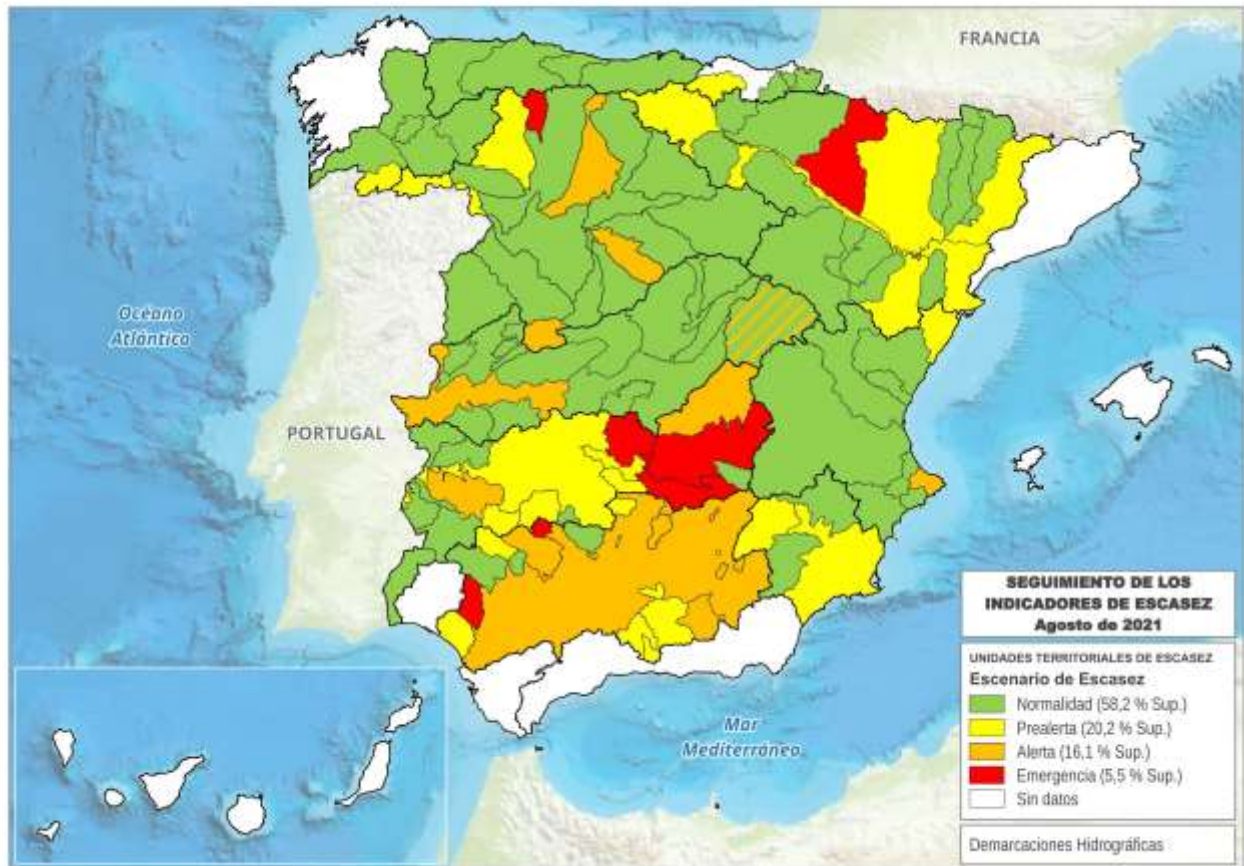 FRANCIA
Océano
Atlántico
PORTUGAL
Mar
Mediterráneo
SEGUIMIENTO DE LOS
INDICADORES DE ESCASEZ
Agosto de 2021
UNIDADES TERRITORIALES DE ESCASEZ
Escenario de Escasez
Normalidad (58,2 % Sup.)
Prealerta (20,2 % Sup.)
Alerta (16,1 % Sup.)
Emergencia (5,5 % Sup.)
Sin datos
Demarcaciones Hidrográficas